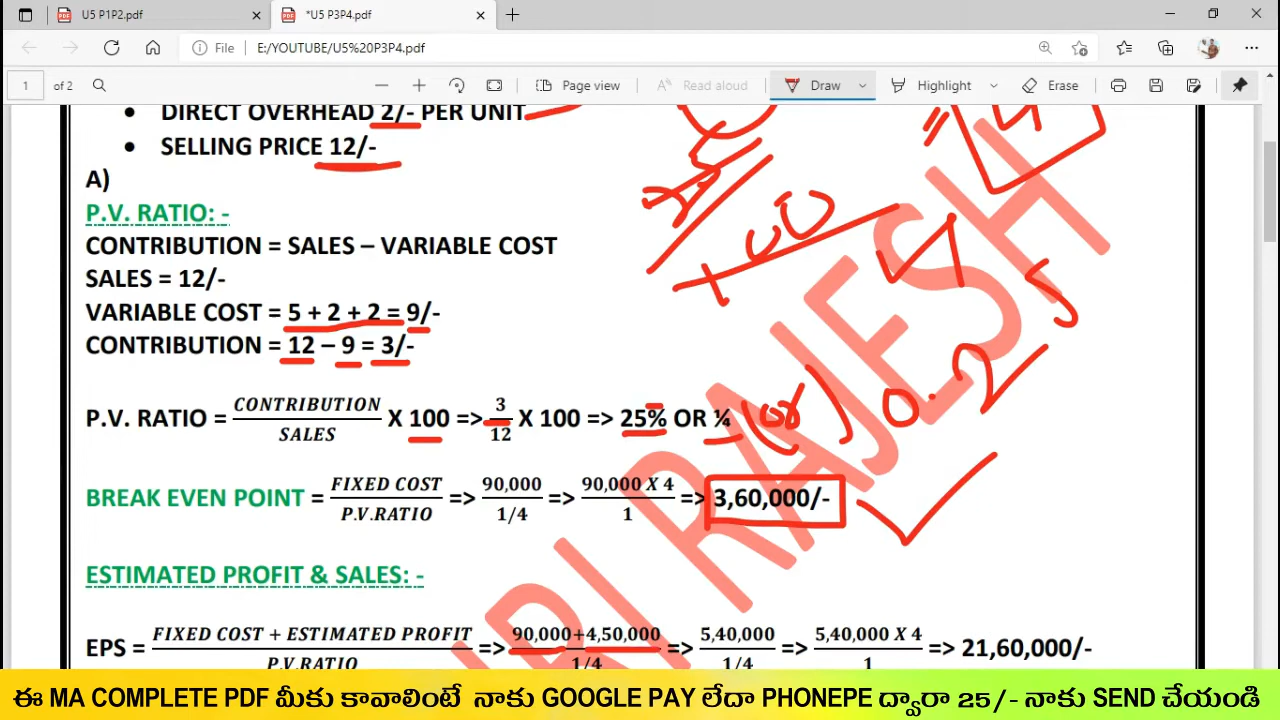 U5 P1P2.pdf
*U5 P3P4.pdf
File E:/YOUTUBE/U5%20P3P4.pdf
1 of 2 Page view Read aloud Draw Highlight Erase
• DIRECT OVERHEAD 2/- PER UNIT
• SELLING PRICE 12/-
A)
P.V. RATIO: -
CONTRIBUTION = SALES – VARIABLE COST
SALES = 12/-
VARIABLE COST = 5 + 2 + 2 = 9/-
CONTRIBUTION = 12 – 9 = 3/-
P.V. RATIO = CONTRIBUTION / SALES X 100 => 3 / 12 X 100 => 25% OR ¼ (or) 0.2
BREAK EVEN POINT = FIXED COST / P.V.RATIO => 90,000 / 1/4 => 90,000 X 4 / 1 => 3,60,000/-
ESTIMATED PROFIT & SALES: -
EPS = FIXED COST + ESTIMATED PROFIT / P.V.RATIO => 90,000+4,50,000 / 1/4 => 5,40,000 / 1/4 => 5,40,000 X 4 / 1 => 21,60,000/-
RAJESH
ఈ MA COMPLETE PDF మీకు కావాలింటే నాకు GOOGLE PAY లేదా PHONEPE ద్వారా 25/- నాకు SEND చేయండి